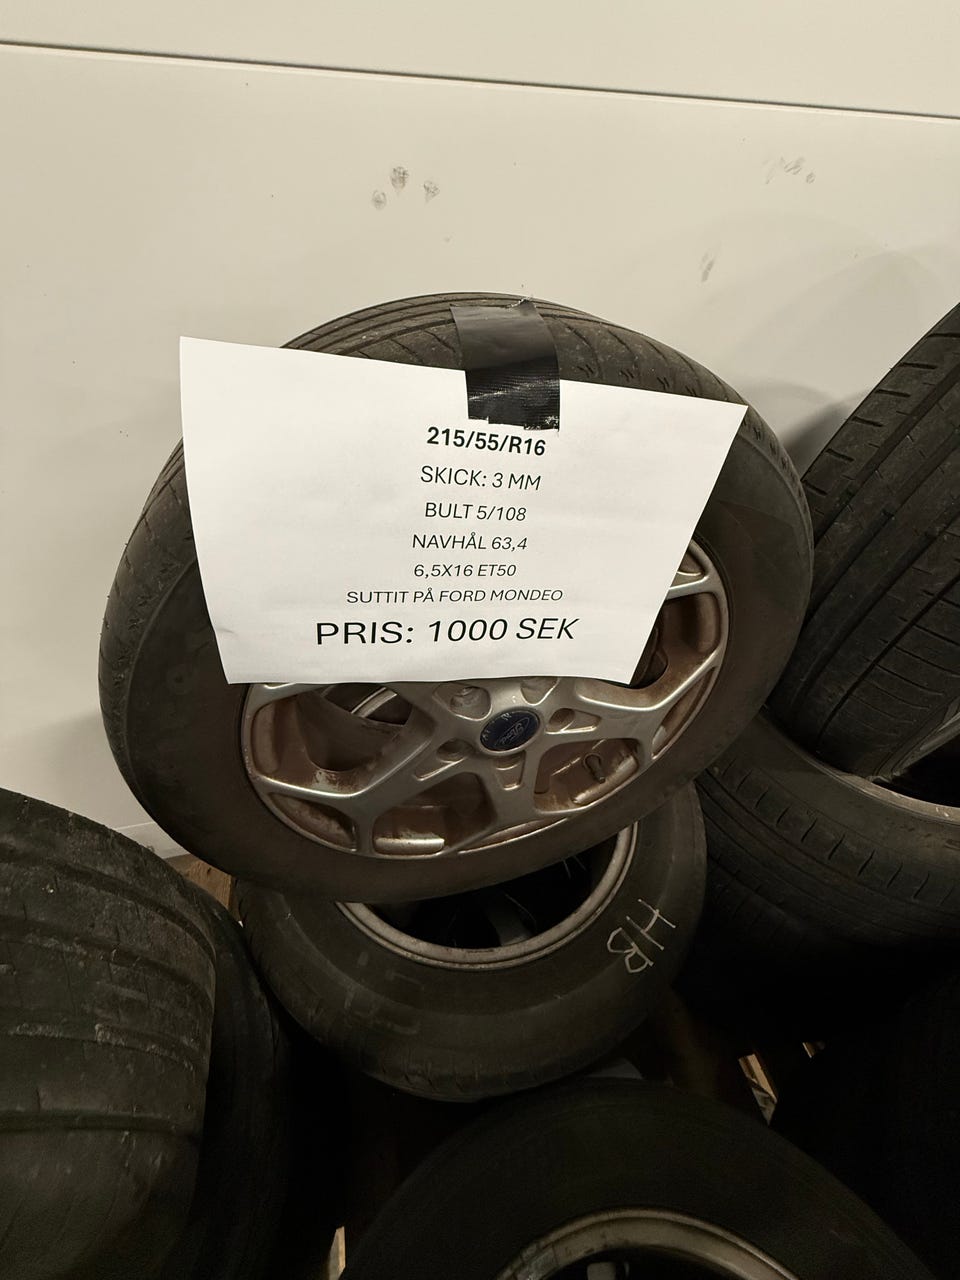 215/55/R16
SKICK: 3 MM
BULT 5/108
NAVHÅL 63,4
6,5X16 ET50
SUTTIT PÅ FORD MONDEO
PRIS: 1000 SEK
Ford
HB